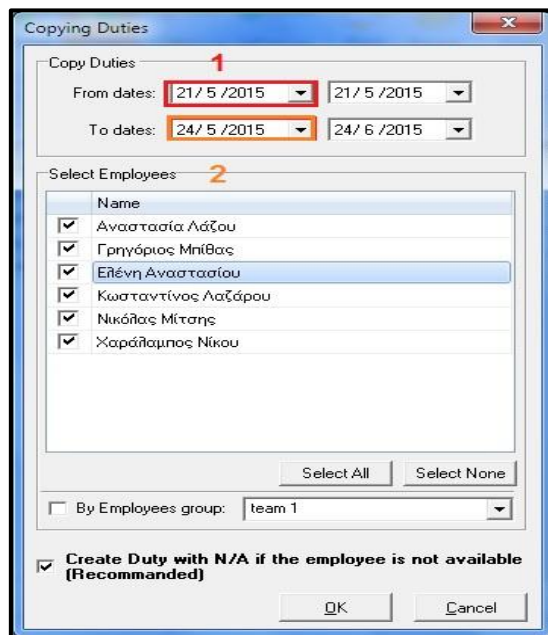 Copying Duties
Copy Duties 1
From dates: 21/ 5 /2015 21/ 5 /2015
To dates: 24/ 5 /2015 24/ 6 /2015
Select Employees 2
Name
Αναστασία Λάζου
Γρηγόριος Μπίθας
Ελένη Αναστασίου
Κωσταντίνος Λαζάρου
Νικόλας Μίτσης
Χαράλαμπος Νίκου
Select All Select None
By Employees group: team 1
Create Duty with N/A if the employee is not available
(Recommanded)
OK Cancel